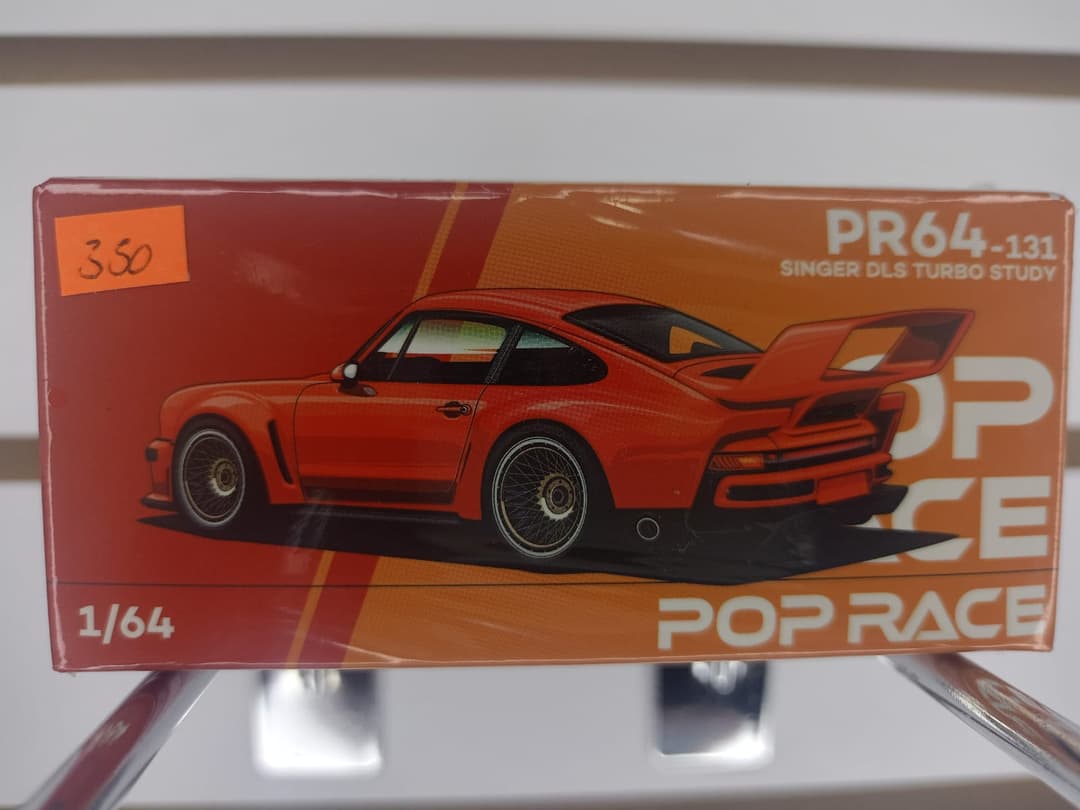 350
PR64-131
SINGER DLS TURBO STUDY
OP
CE
1/64
POP RACE